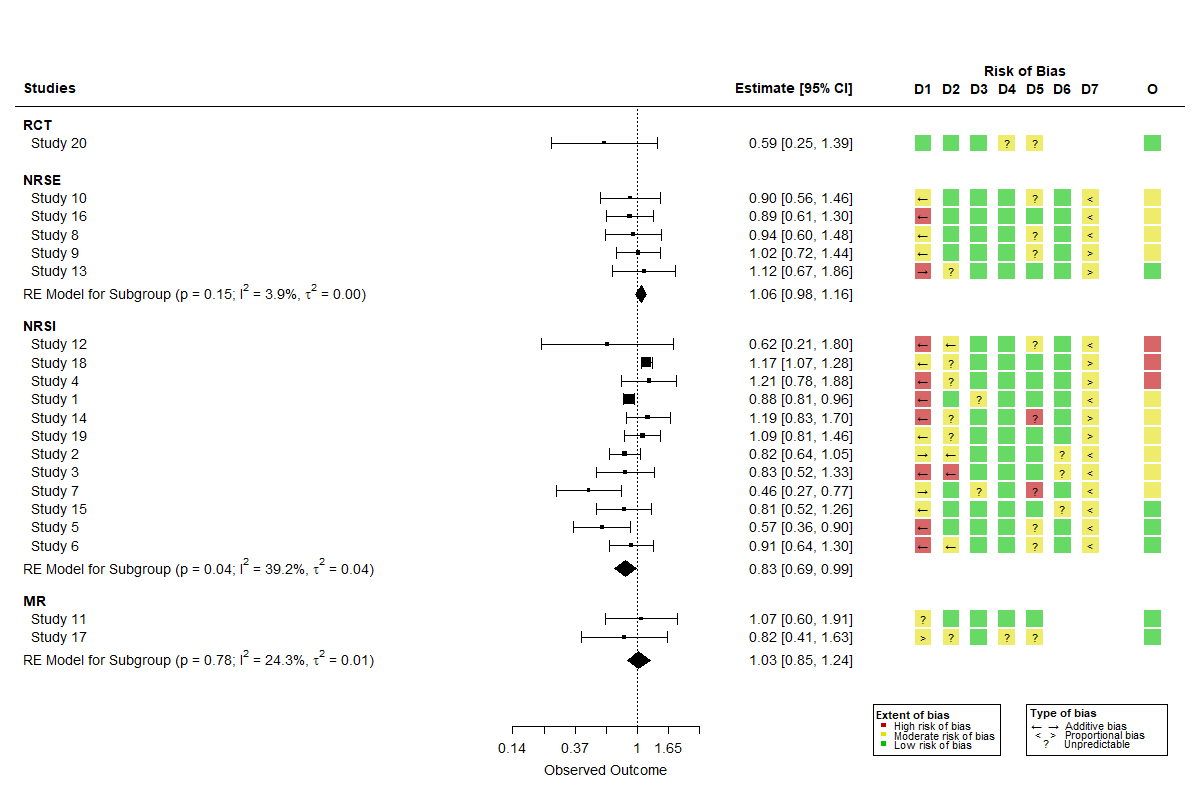 Risk of Bias
Studies Estimate [95% CI] D1 D2 D3 D4 D5 D6 D7 O
RCT
Study 20 0.59 [0.25, 1.39] ? ?
NRSE
Study 10 0.90 [0.56, 1.46] ← ? <
Study 16 0.89 [0.61, 1.30] ← <
Study 8 0.94 [0.60, 1.48] ← ? <
Study 9 1.02 [0.72, 1.44] ← ? >
Study 13 1.12 [0.67, 1.86] → ? >
RE Model for Subgroup (p = 0.15; I² = 3.9%, τ² = 0.00) 1.06 [0.98, 1.16]
NRSI
Study 12 0.62 [0.21, 1.80] ← ← ? <
Study 18 1.17 [1.07, 1.28] ← ? >
Study 4 1.21 [0.78, 1.88] ← ? >
Study 1 0.88 [0.81, 0.96] ← ? <
Study 14 1.19 [0.83, 1.70] ← ? ? >
Study 19 1.09 [0.81, 1.46] ← ? >
Study 2 0.82 [0.64, 1.05] → ← ? <
Study 3 0.83 [0.52, 1.33] ← ← ? <
Study 7 0.46 [0.27, 0.77] → ? ? <
Study 15 0.81 [0.52, 1.26] ← ? <
Study 5 0.57 [0.36, 0.90] ← ? <
Study 6 0.91 [0.64, 1.30] ← ← ? <
RE Model for Subgroup (p = 0.04; I² = 39.2%, τ² = 0.04) 0.83 [0.69, 0.99]
MR
Study 11 1.07 [0.60, 1.91] ?
Study 17 0.82 [0.41, 1.63] > ? ? ?
RE Model for Subgroup (p = 0.78; I² = 24.3%, τ² = 0.01) 1.03 [0.85, 1.24]
0.14 0.37 1 1.65
Observed Outcome
Extent of bias
High risk of bias
Moderate risk of bias
Low risk of bias
Type of bias
← → Additive bias
< > Proportional bias
? Unpredictable